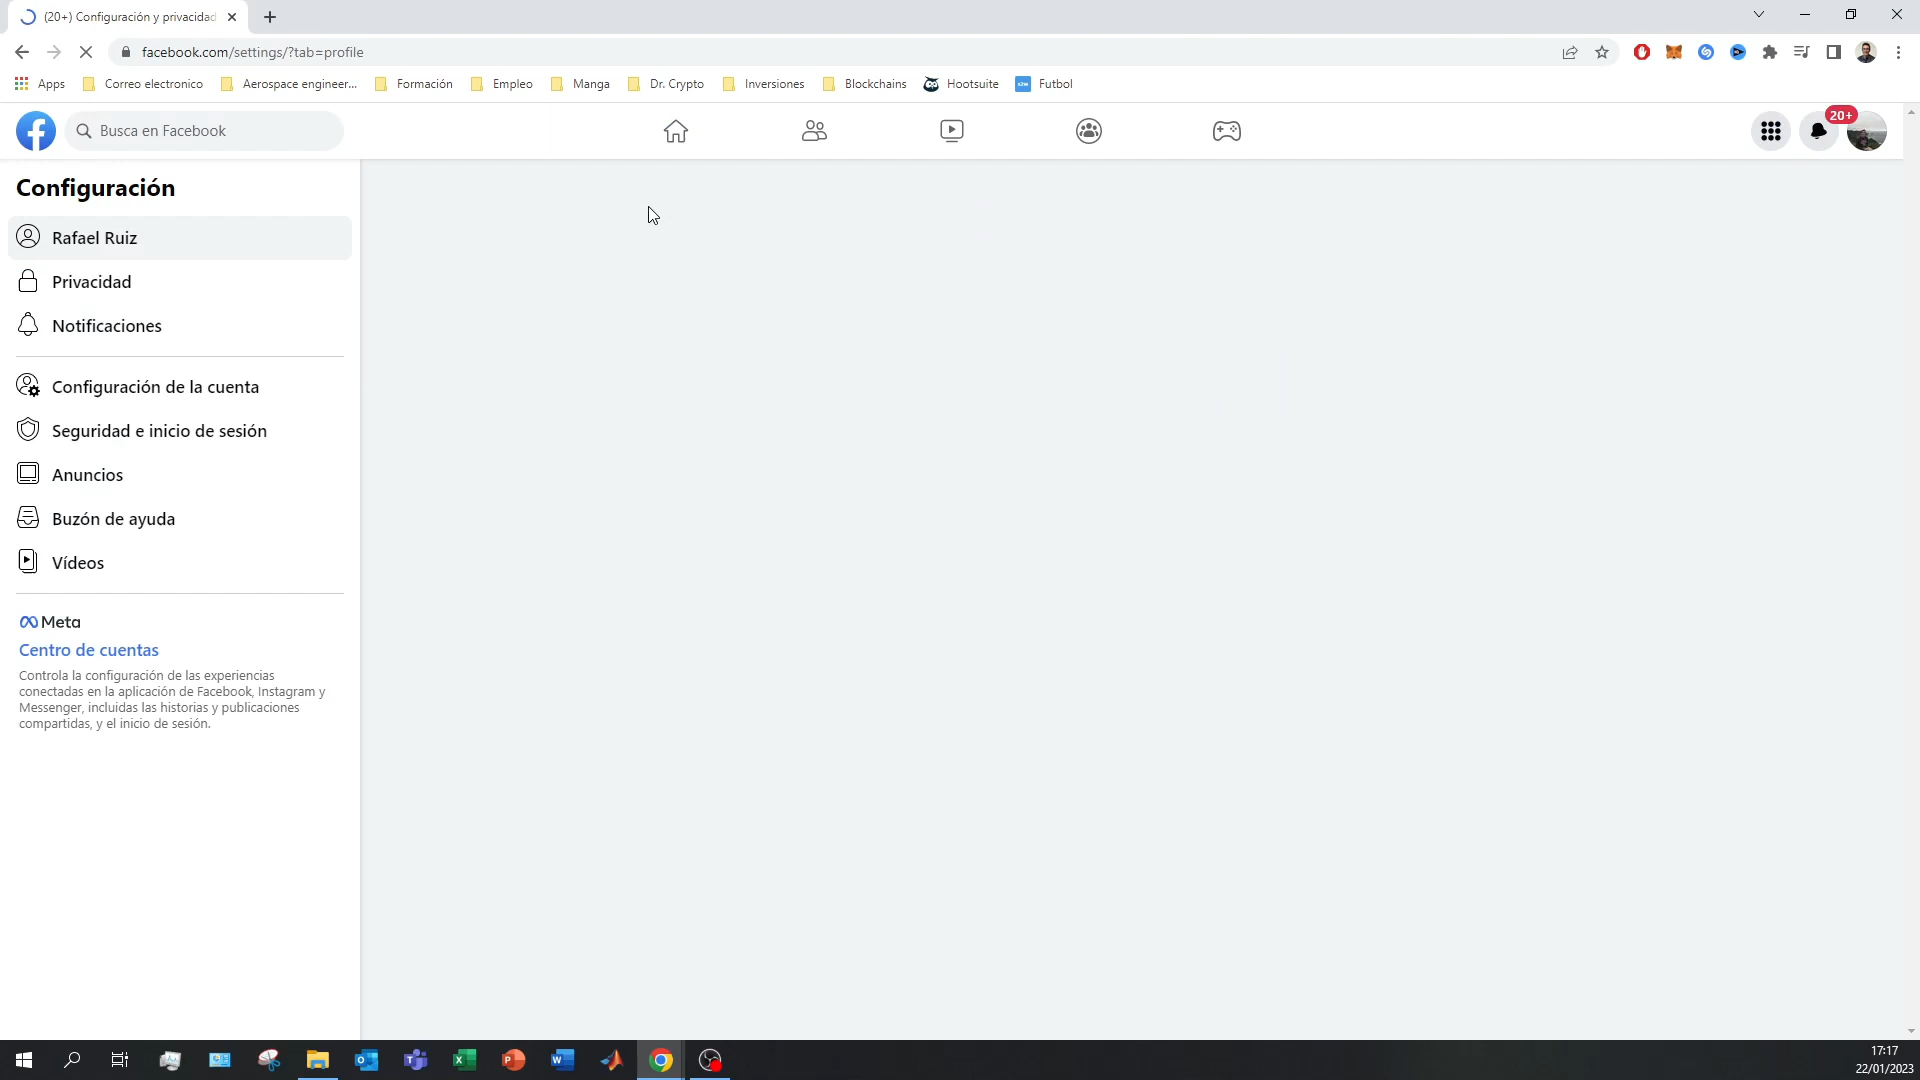 (20+) Configuración y privacidad
facebook.com/settings/?tab=profile
Apps Correo electronico Aerospace engineer... Formación Empleo Manga Dr. Crypto Inversiones Blockchains Hootsuite Futbol
Busca en Facebook
20+
Configuración
Rafael Ruiz
Privacidad
Notificaciones
Configuración de la cuenta
Seguridad e inicio de sesión
Anuncios
Buzón de ayuda
Vídeos
Meta
Centro de cuentas
Controla la configuración de las experiencias
conectadas en la aplicación de Facebook, Instagram y
Messenger, incluidas las historias y publicaciones
compartidas, y el inicio de sesión.
17:17
22/01/2023